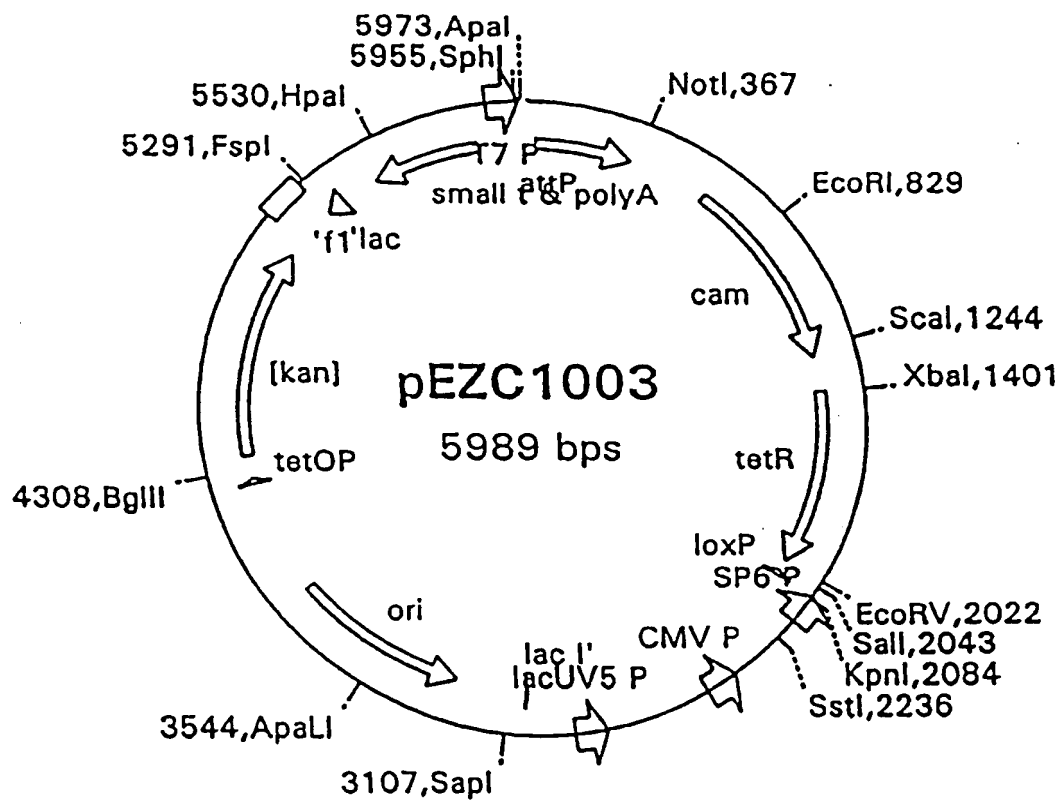 5973,ApaI
5955,SphI
5530,HpaI
NotI,367
5291,FspI
T7 P
attP
EcoRI,829
small t & polyA
'f1'lac
cam
ScaI,1244
[kan]
pEZC1003
XbaI,1401
5989 bps
tetR
tetOP
4308,BglII
loxP
SP6 P
ori
EcoRV,2022
CMV P
SalI,2043
lac I'
lacUV5 P
KpnI,2084
SstI,2236
3544,ApaLI
3107,SapI